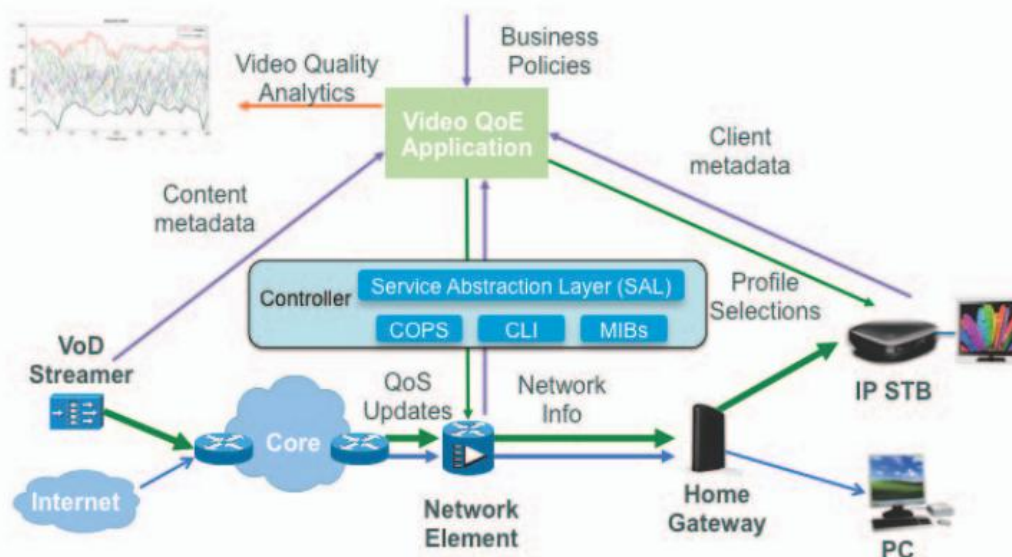 Business
Policies
Video Quality
Analytics
Video QoE
Application
Client
metadata
Content
metadata
Controller
Service Abstraction Layer (SAL)
COPS
CLI
MIBs
Profile
Selections
VoD
Streamer
QoS
Updates
Network
Info
IP STB
Core
Internet
Network
Element
Home
Gateway
PC